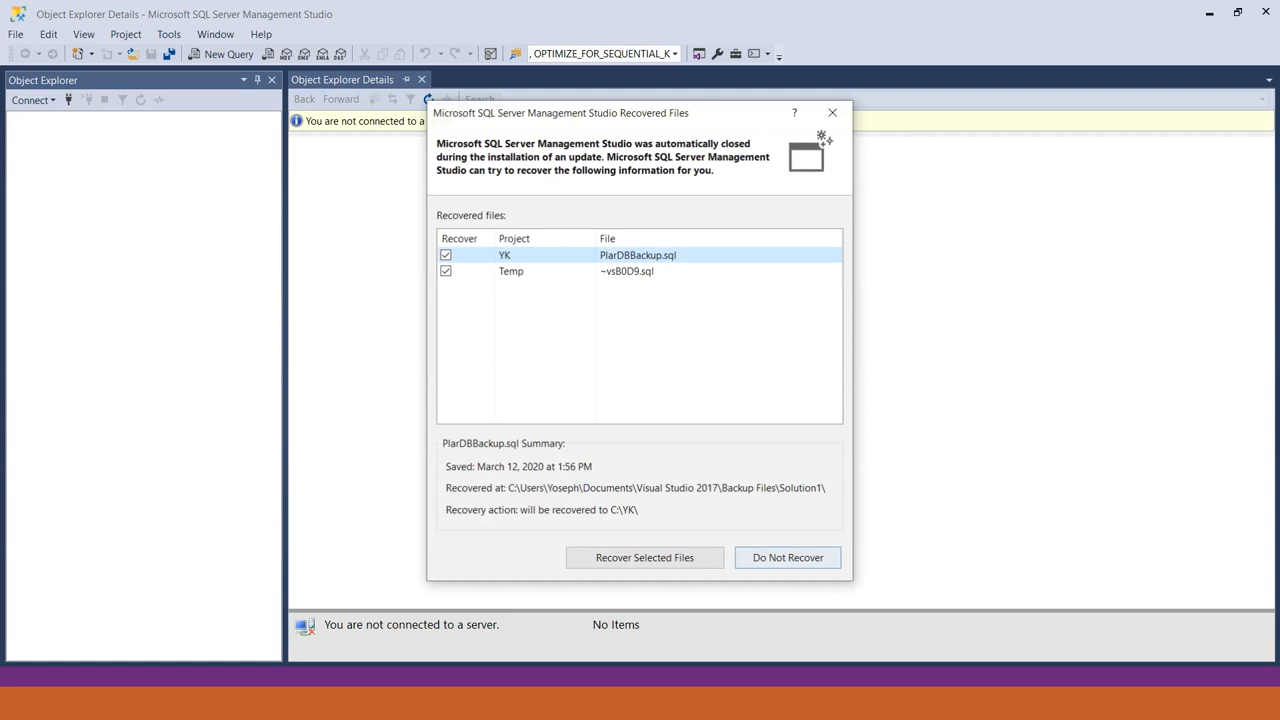 Object Explorer Details - Microsoft SQL Server Management Studio
File Edit View Project Tools Window Help
New Query
MDX DMX XMLA DAX
, OPTIMIZE_FOR_SEQUENTIAL_K
Object Explorer
Object Explorer Details
Connect
Back Forward Search
You are not connected to a
Microsoft SQL Server Management Studio Recovered Files
?
Microsoft SQL Server Management Studio was automatically closed
during the installation of an update. Microsoft SQL Server Management
Studio can try to recover the following information for you.
Recovered files:
Recover Project File
YK PlarDBBackup.sql
Temp ~vsB0D9.sql
PlarDBBackup.sql Summary:
Saved: March 12, 2020 at 1:56 PM
Recovered at: C:\Users\Yoseph\Documents\Visual Studio 2017\Backup Files\Solution1\
Recovery action: will be recovered to C:\YK\
Recover Selected Files Do Not Recover
You are not connected to a server. No Items